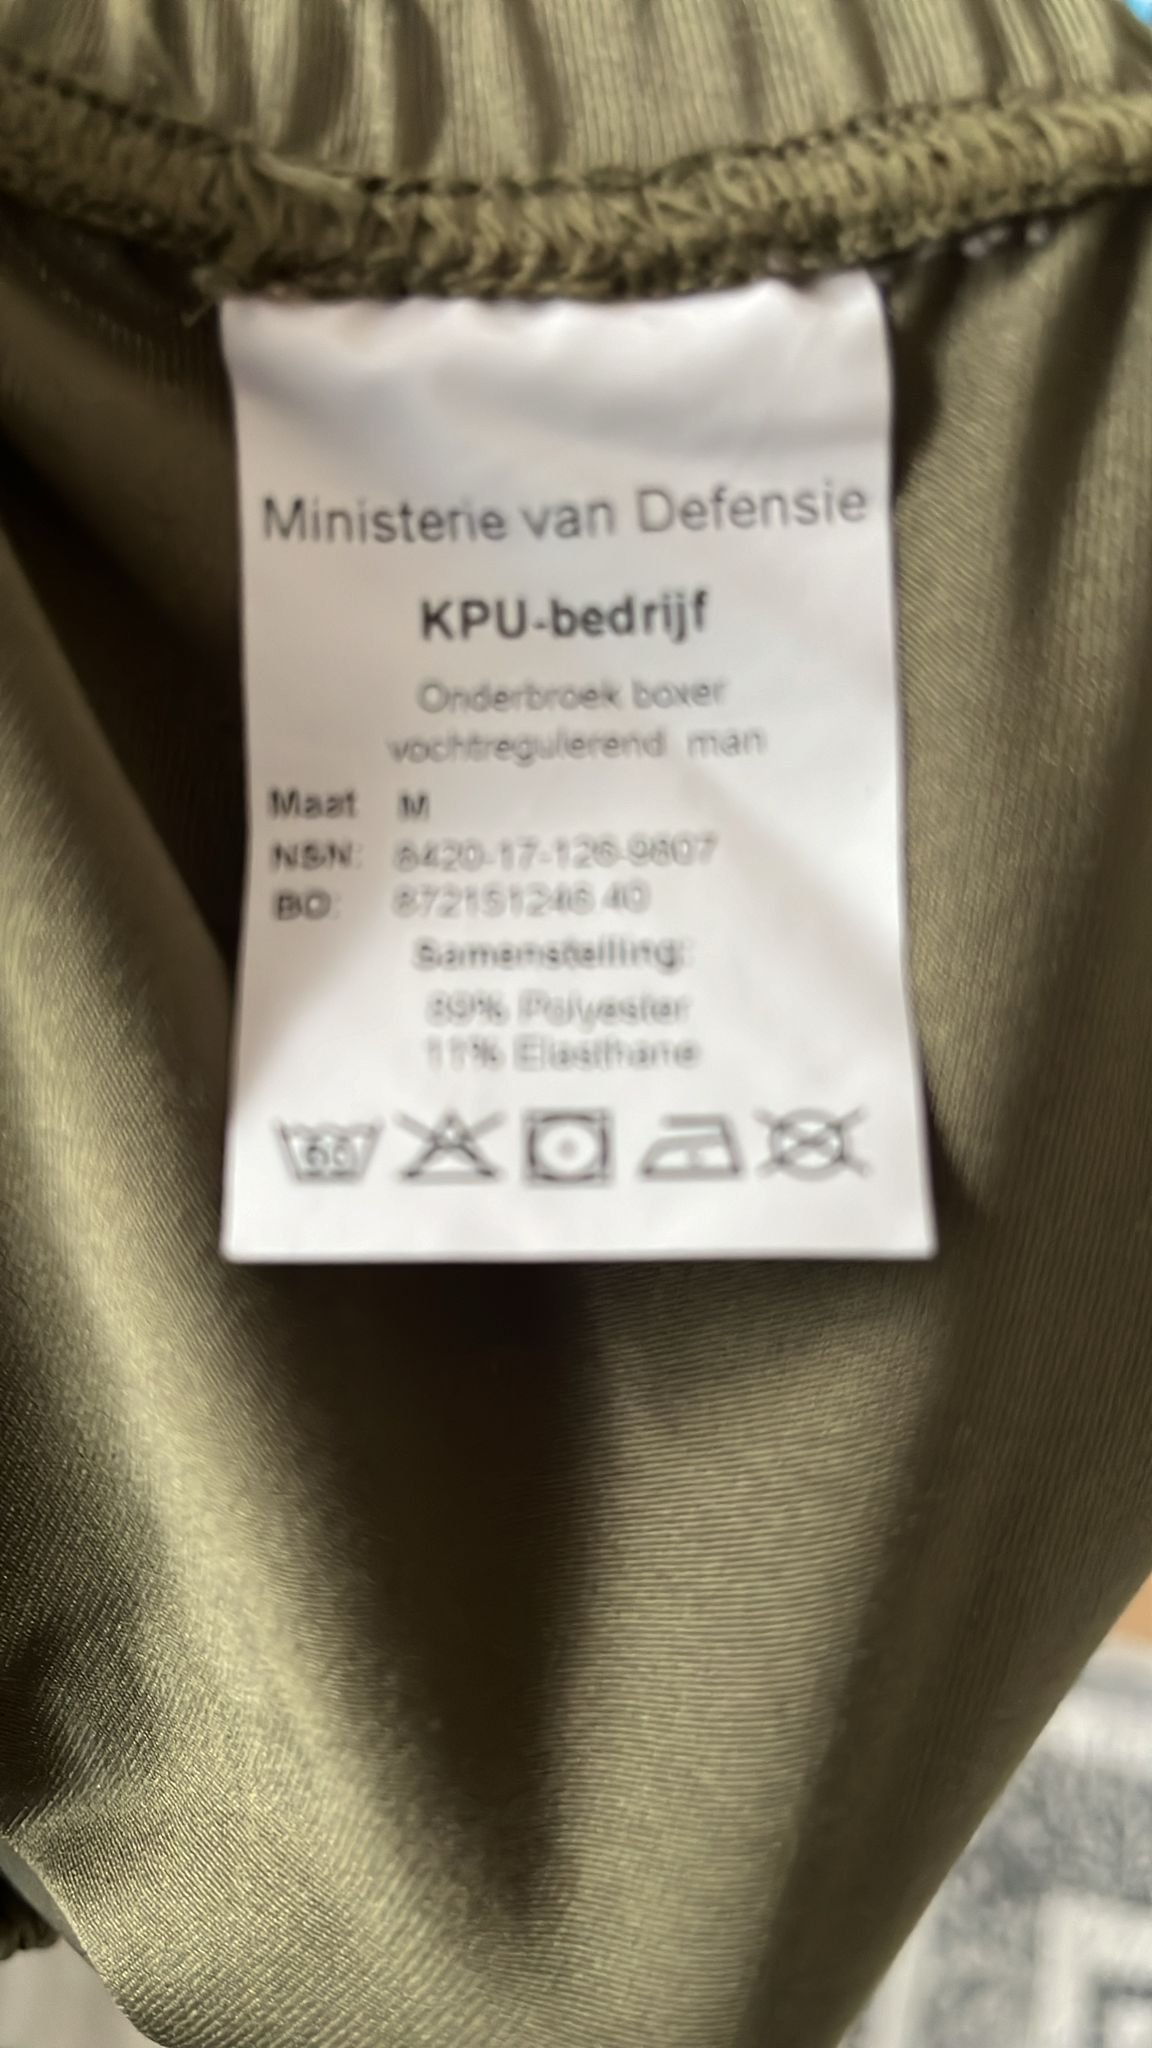 Ministerie van Defensie
KPU-bedrijf
Onderbroek boxer
vochtregulerend man
Maat M
NSN: 8420-17-126-9807
BO: 872151246.40
Samenstelling:
89% Polyester
11% Elasthane
60